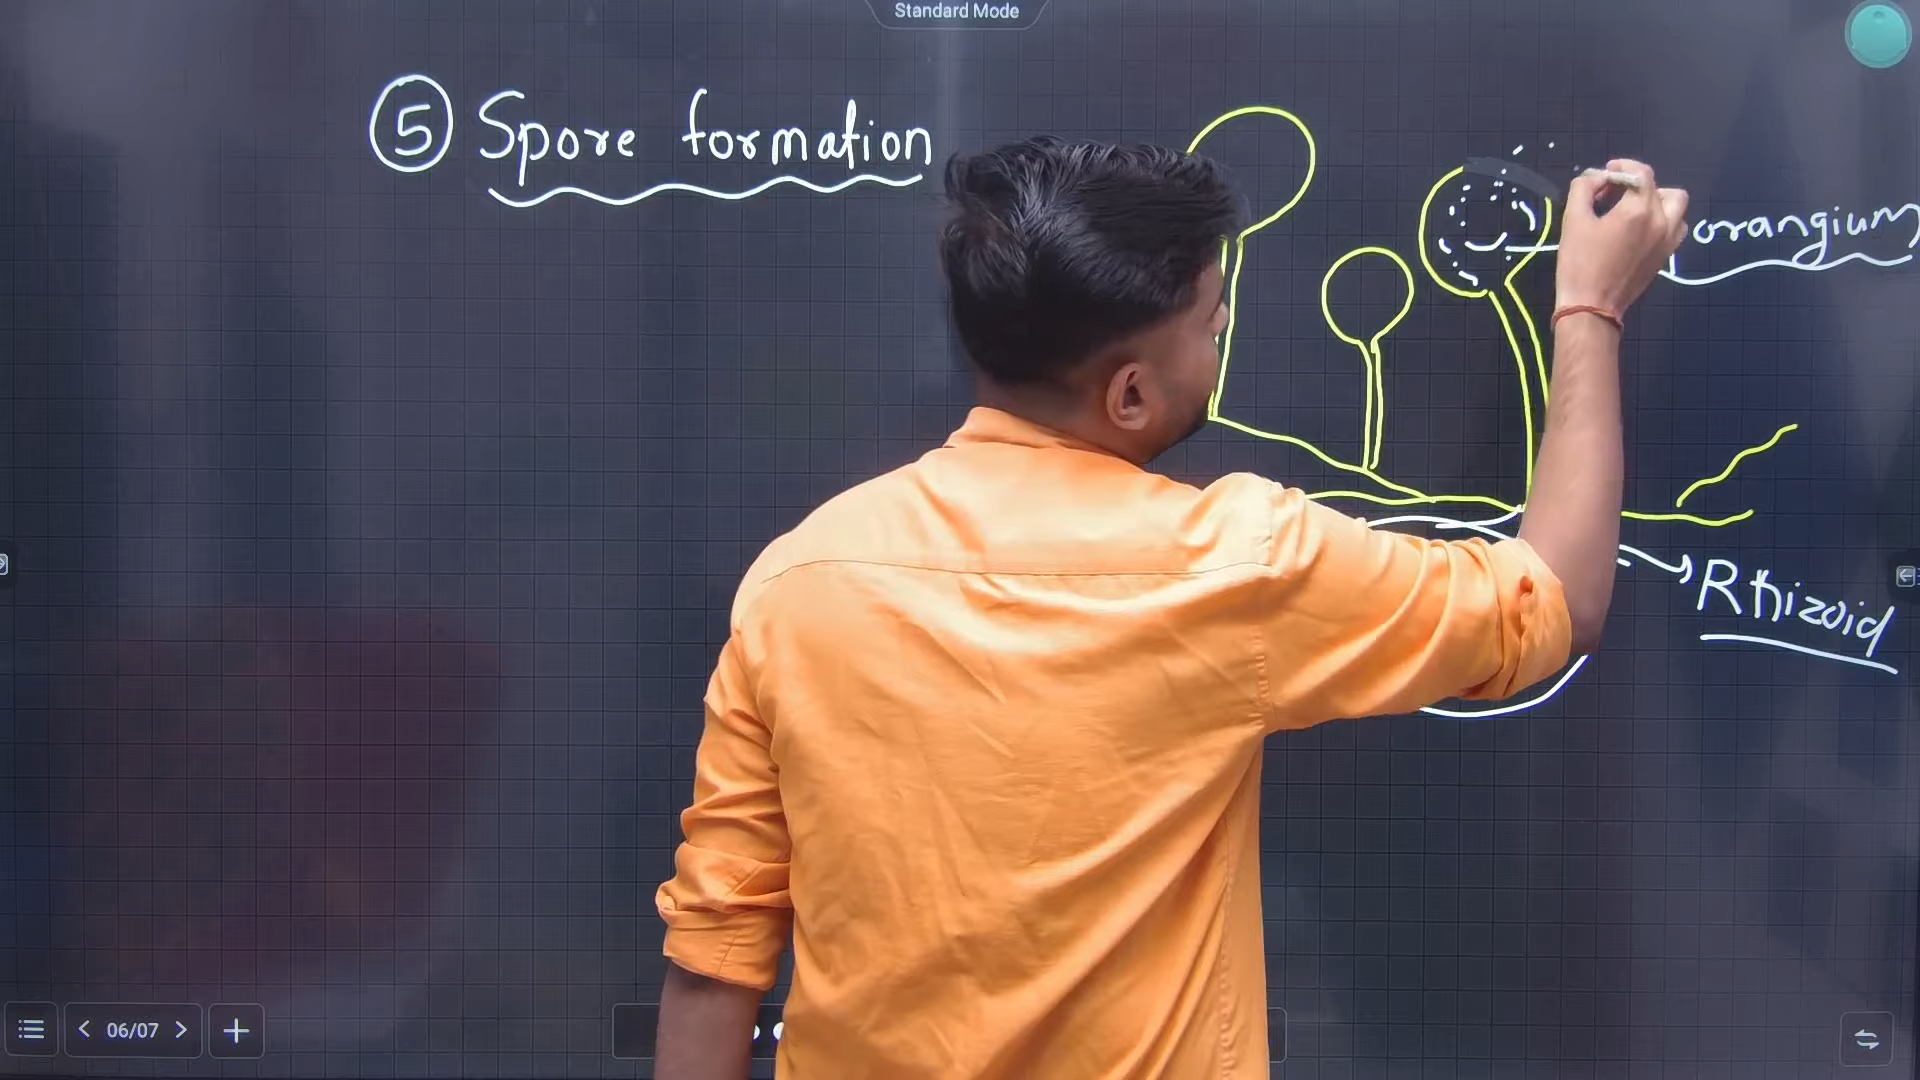 Standard Mode
5 Spore formation
orangium
Rhizoid
06/07